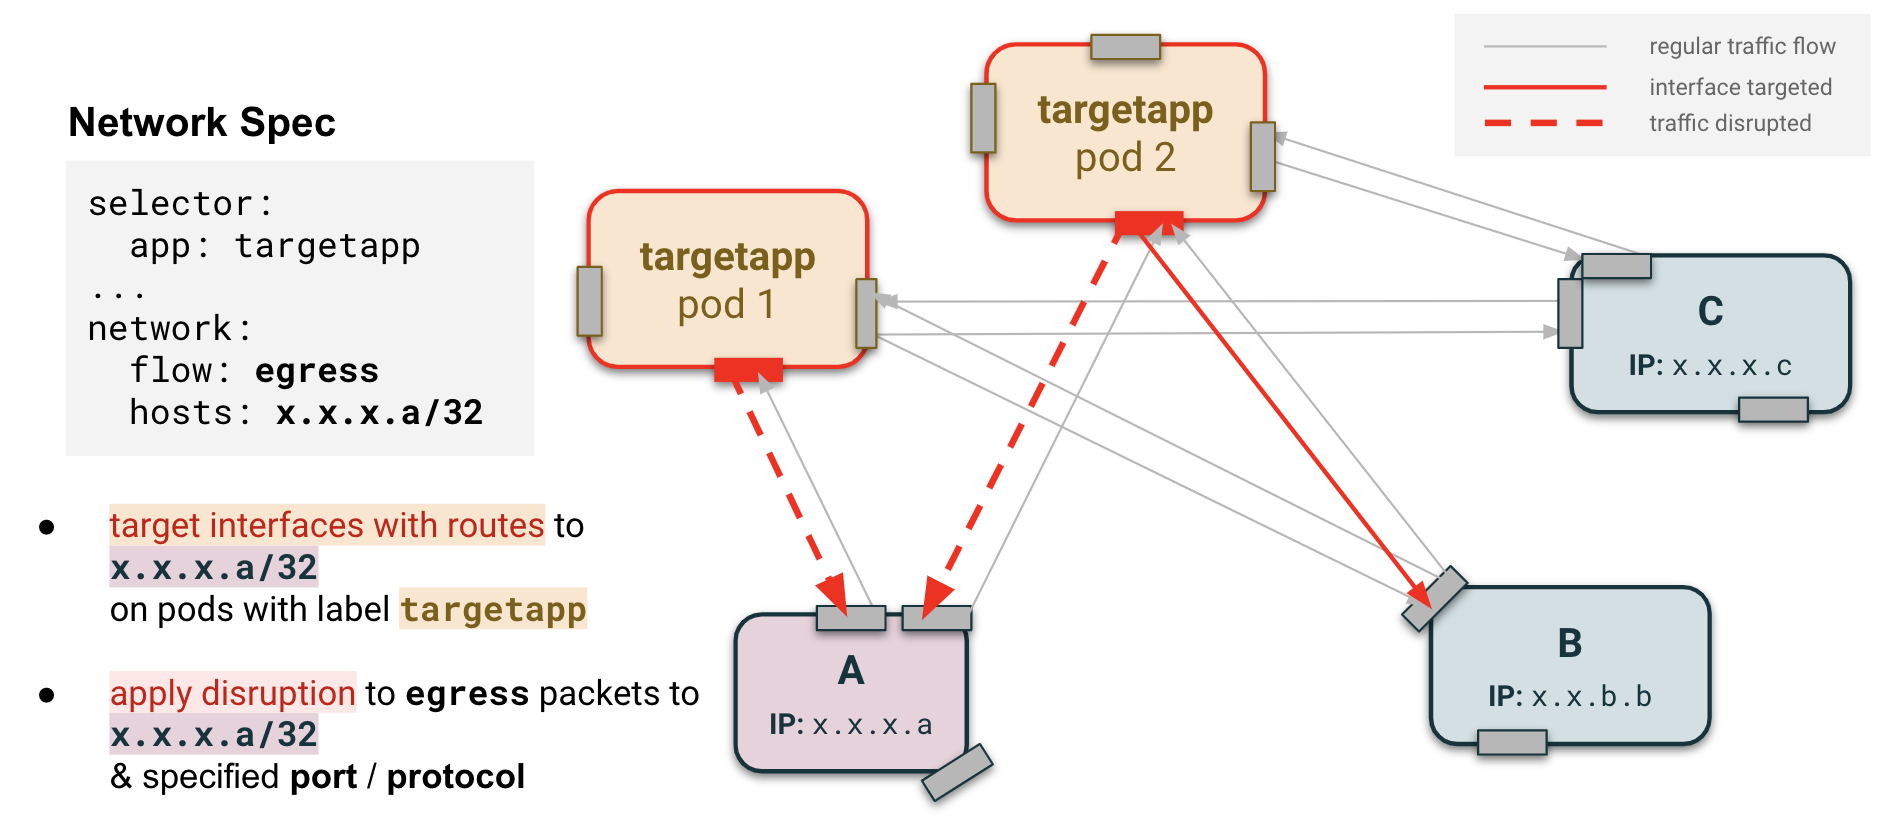 Network Spec
selector:
app: targetapp
...
network:
flow: egress
hosts: x.x.x.a/32
● target interfaces with routes to
x.x.x.a/32
on pods with label targetapp
● apply disruption to egress packets to
x.x.x.a/32
& specified port / protocol
targetapp
pod 1
targetapp
pod 2
regular traffic flow
interface targeted
traffic disrupted
C
IP: x.x.x.c
A
IP: x.x.x.a
B
IP: x.x.b.b